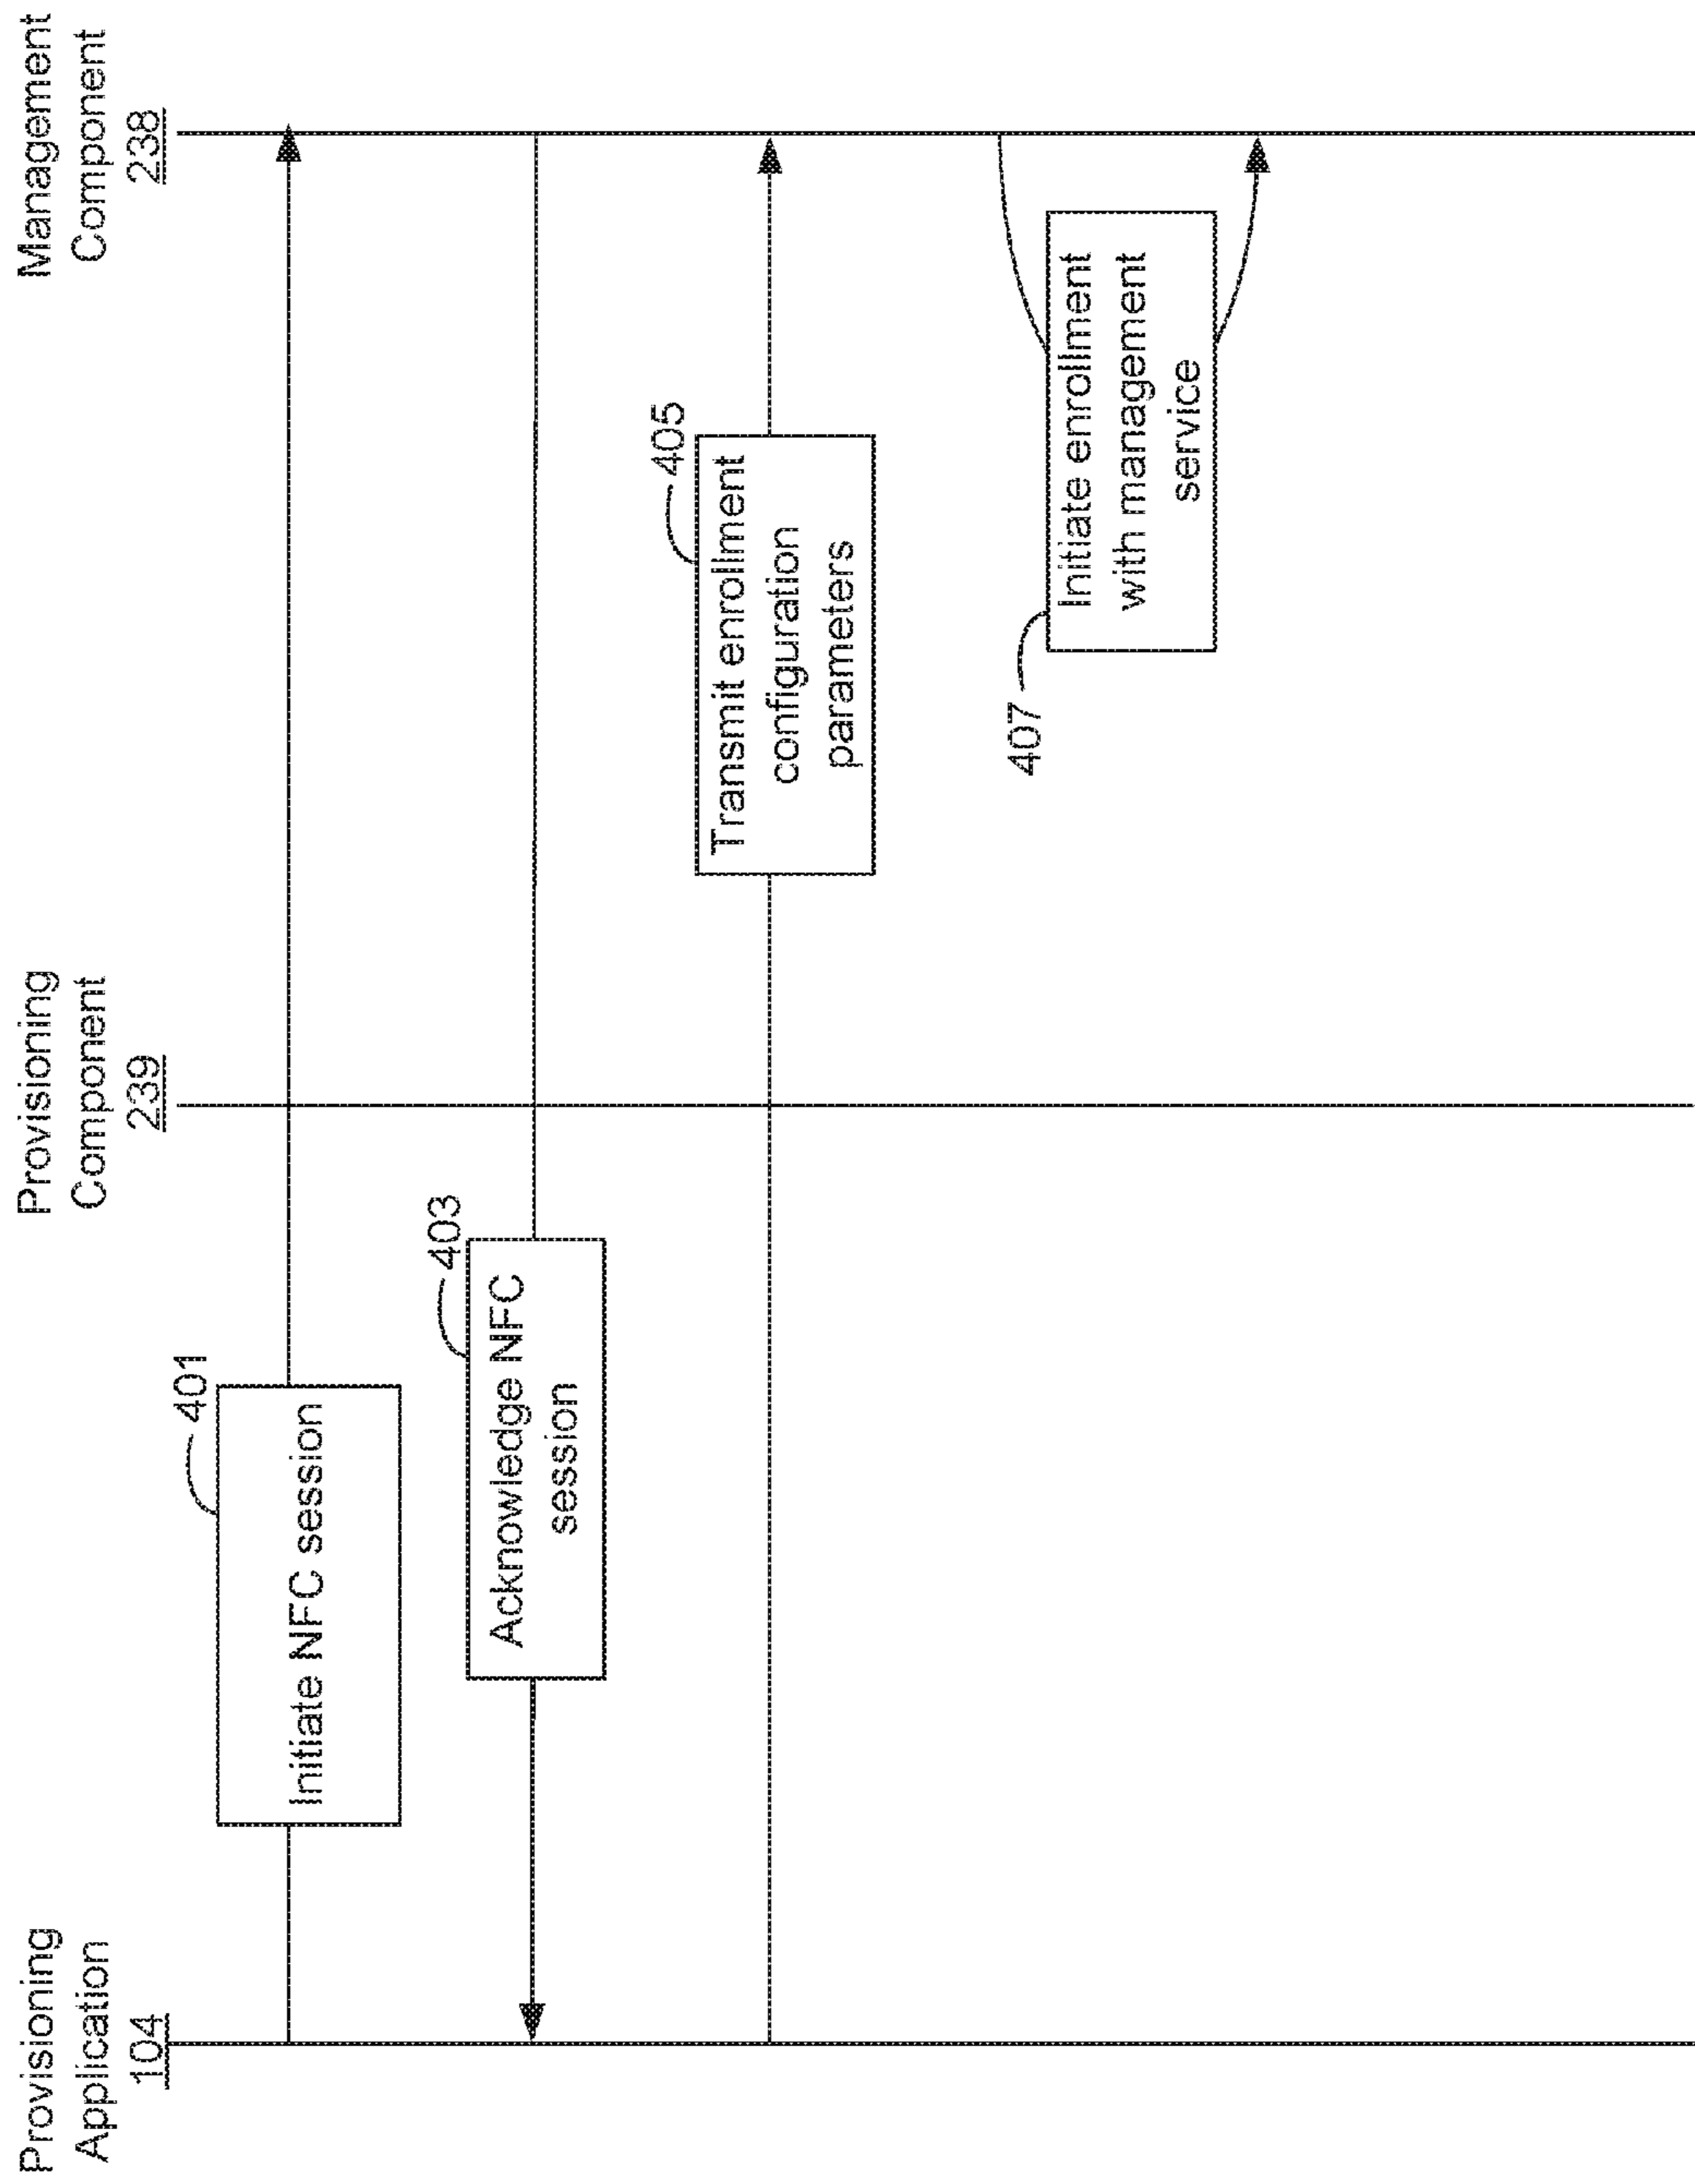 Provisioning
Application
104
Provisioning
Component
239
Management
Component
238
401
Initiate NFC session
403
Acknowledge NFC
session
405
Transmit enrollment
configuration
parameters
407
Initiate enrollment
with management
service